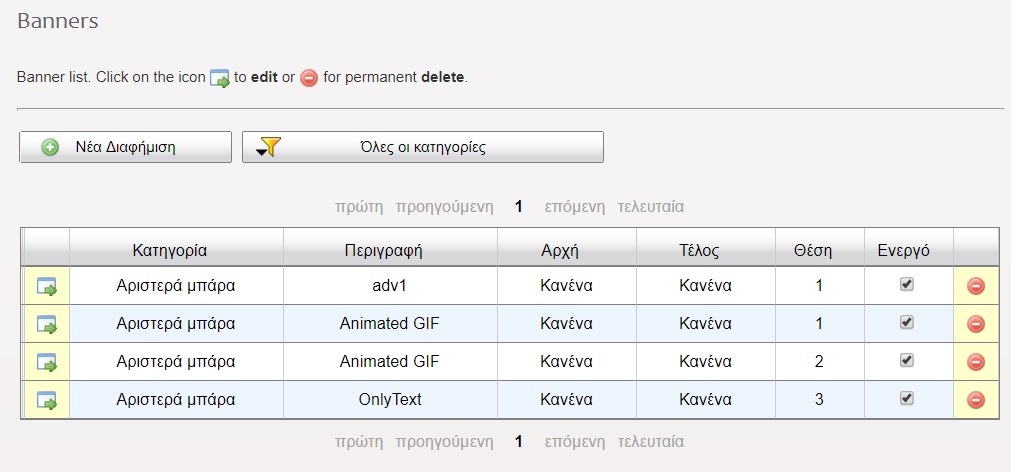 Banners
Banner list. Click on the icon to edit or for permanent delete.
Νέα Διαφήμιση Όλες οι κατηγορίες
πρώτη προηγούμενη 1 επόμενη τελευταία
Κατηγορία Περιγραφή Αρχή Τέλος Θέση Ενεργό
Αριστερά μπάρα adv1 Κανένα Κανένα 1
Αριστερά μπάρα Animated GIF Κανένα Κανένα 1
Αριστερά μπάρα Animated GIF Κανένα Κανένα 2
Αριστερά μπάρα OnlyText Κανένα Κανένα 3
πρώτη προηγούμενη 1 επόμενη τελευταία